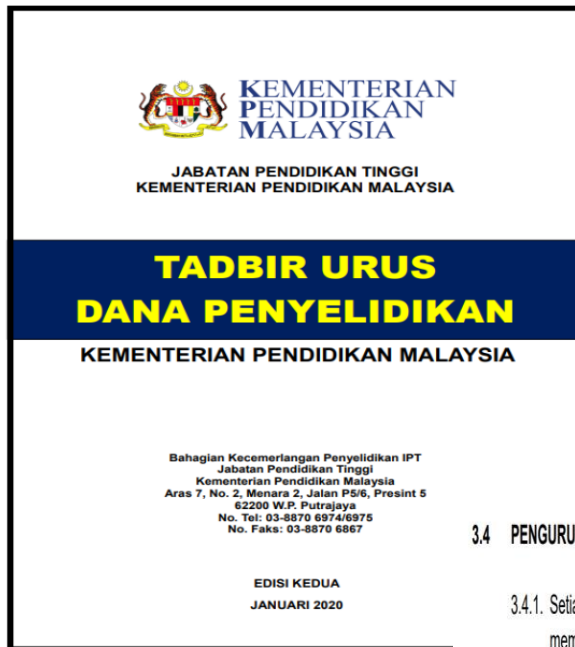 KEMENTERIAN
PENDIDIKAN
MALAYSIA
JABATAN PENDIDIKAN TINGGI
KEMENTERIAN PENDIDIKAN MALAYSIA
TADBIR URUS
DANA PENYELIDIKAN
KEMENTERIAN PENDIDIKAN MALAYSIA
Bahagian Kecemerlangan Penyelidikan IPT
Jabatan Pendidikan Tinggi
Kementerian Pendidikan Malaysia
Aras 7, No. 2, Menara 2, Jalan P5/6, Presint 5
62200 W.P. Putrajaya
No. Tel: 03-8870 6974/6975
No. Faks: 03-8870 6867
EDISI KEDUA
JANUARI 2020
3.4 PENGURU
3.4.1. Setia
mem